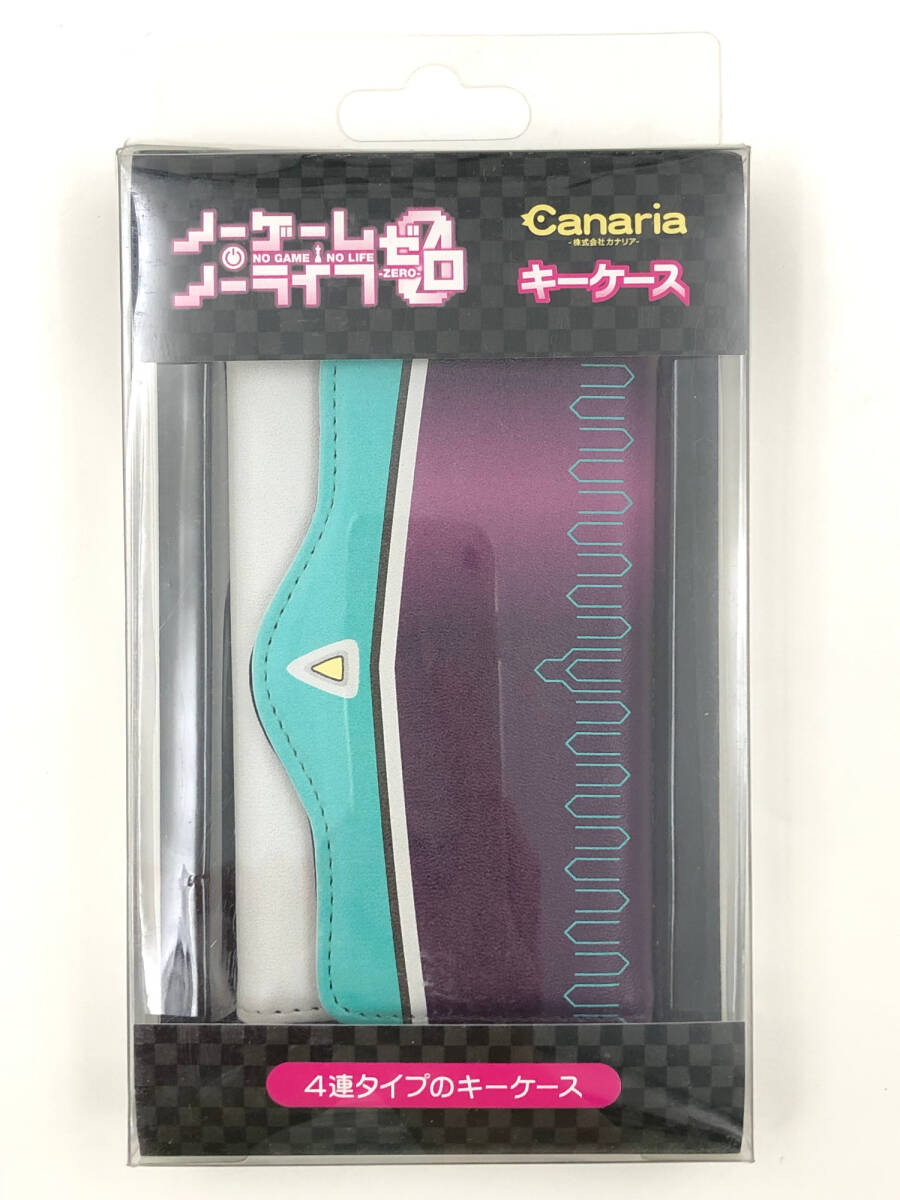 ノーゲーム
NO GAME NO LIFE
ノーライフ ゼロ
-ZERO-
Canaria
-株式会社カナリア-
キーケース
4連タイプのキーケース